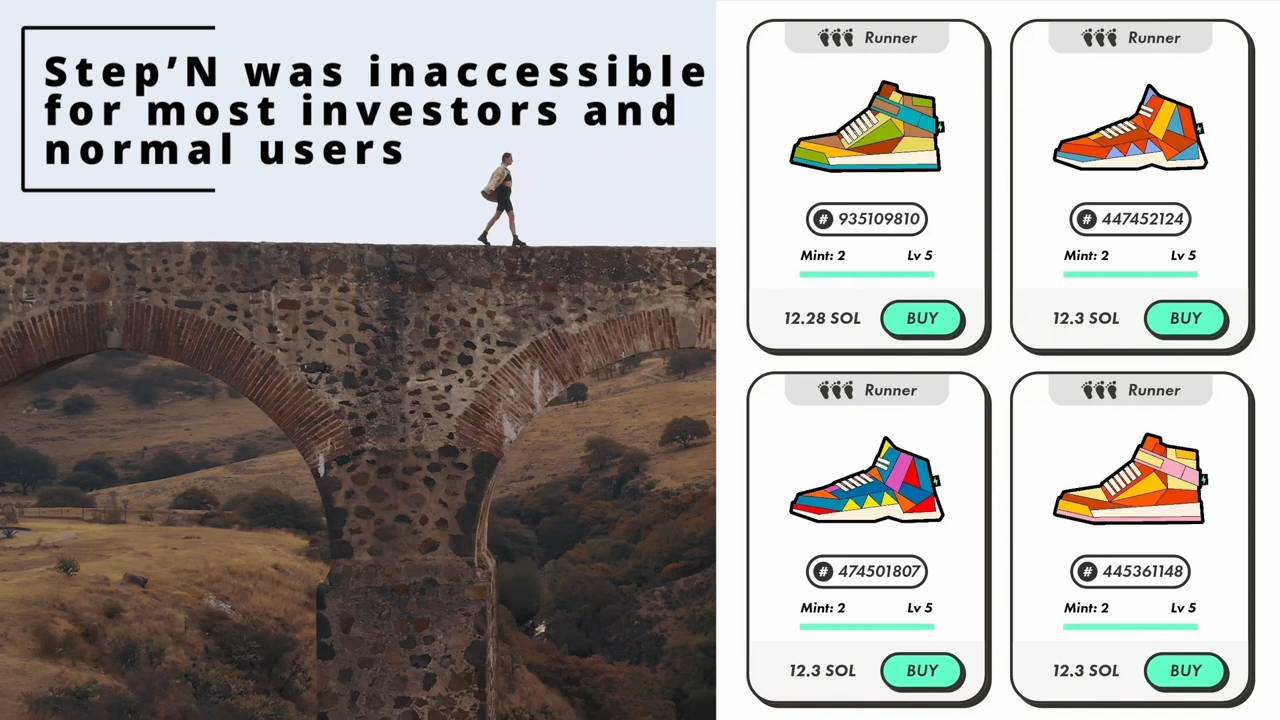 Step’N was inaccessible
for most investors and
normal users
Runner
# 935109810
Mint: 2 Lv 5
12.28 SOL BUY
Runner
# 447452124
Mint: 2 Lv 5
12.3 SOL BUY
Runner
# 474501807
Mint: 2 Lv 5
12.3 SOL BUY
Runner
# 445361148
Mint: 2 Lv 5
12.3 SOL BUY